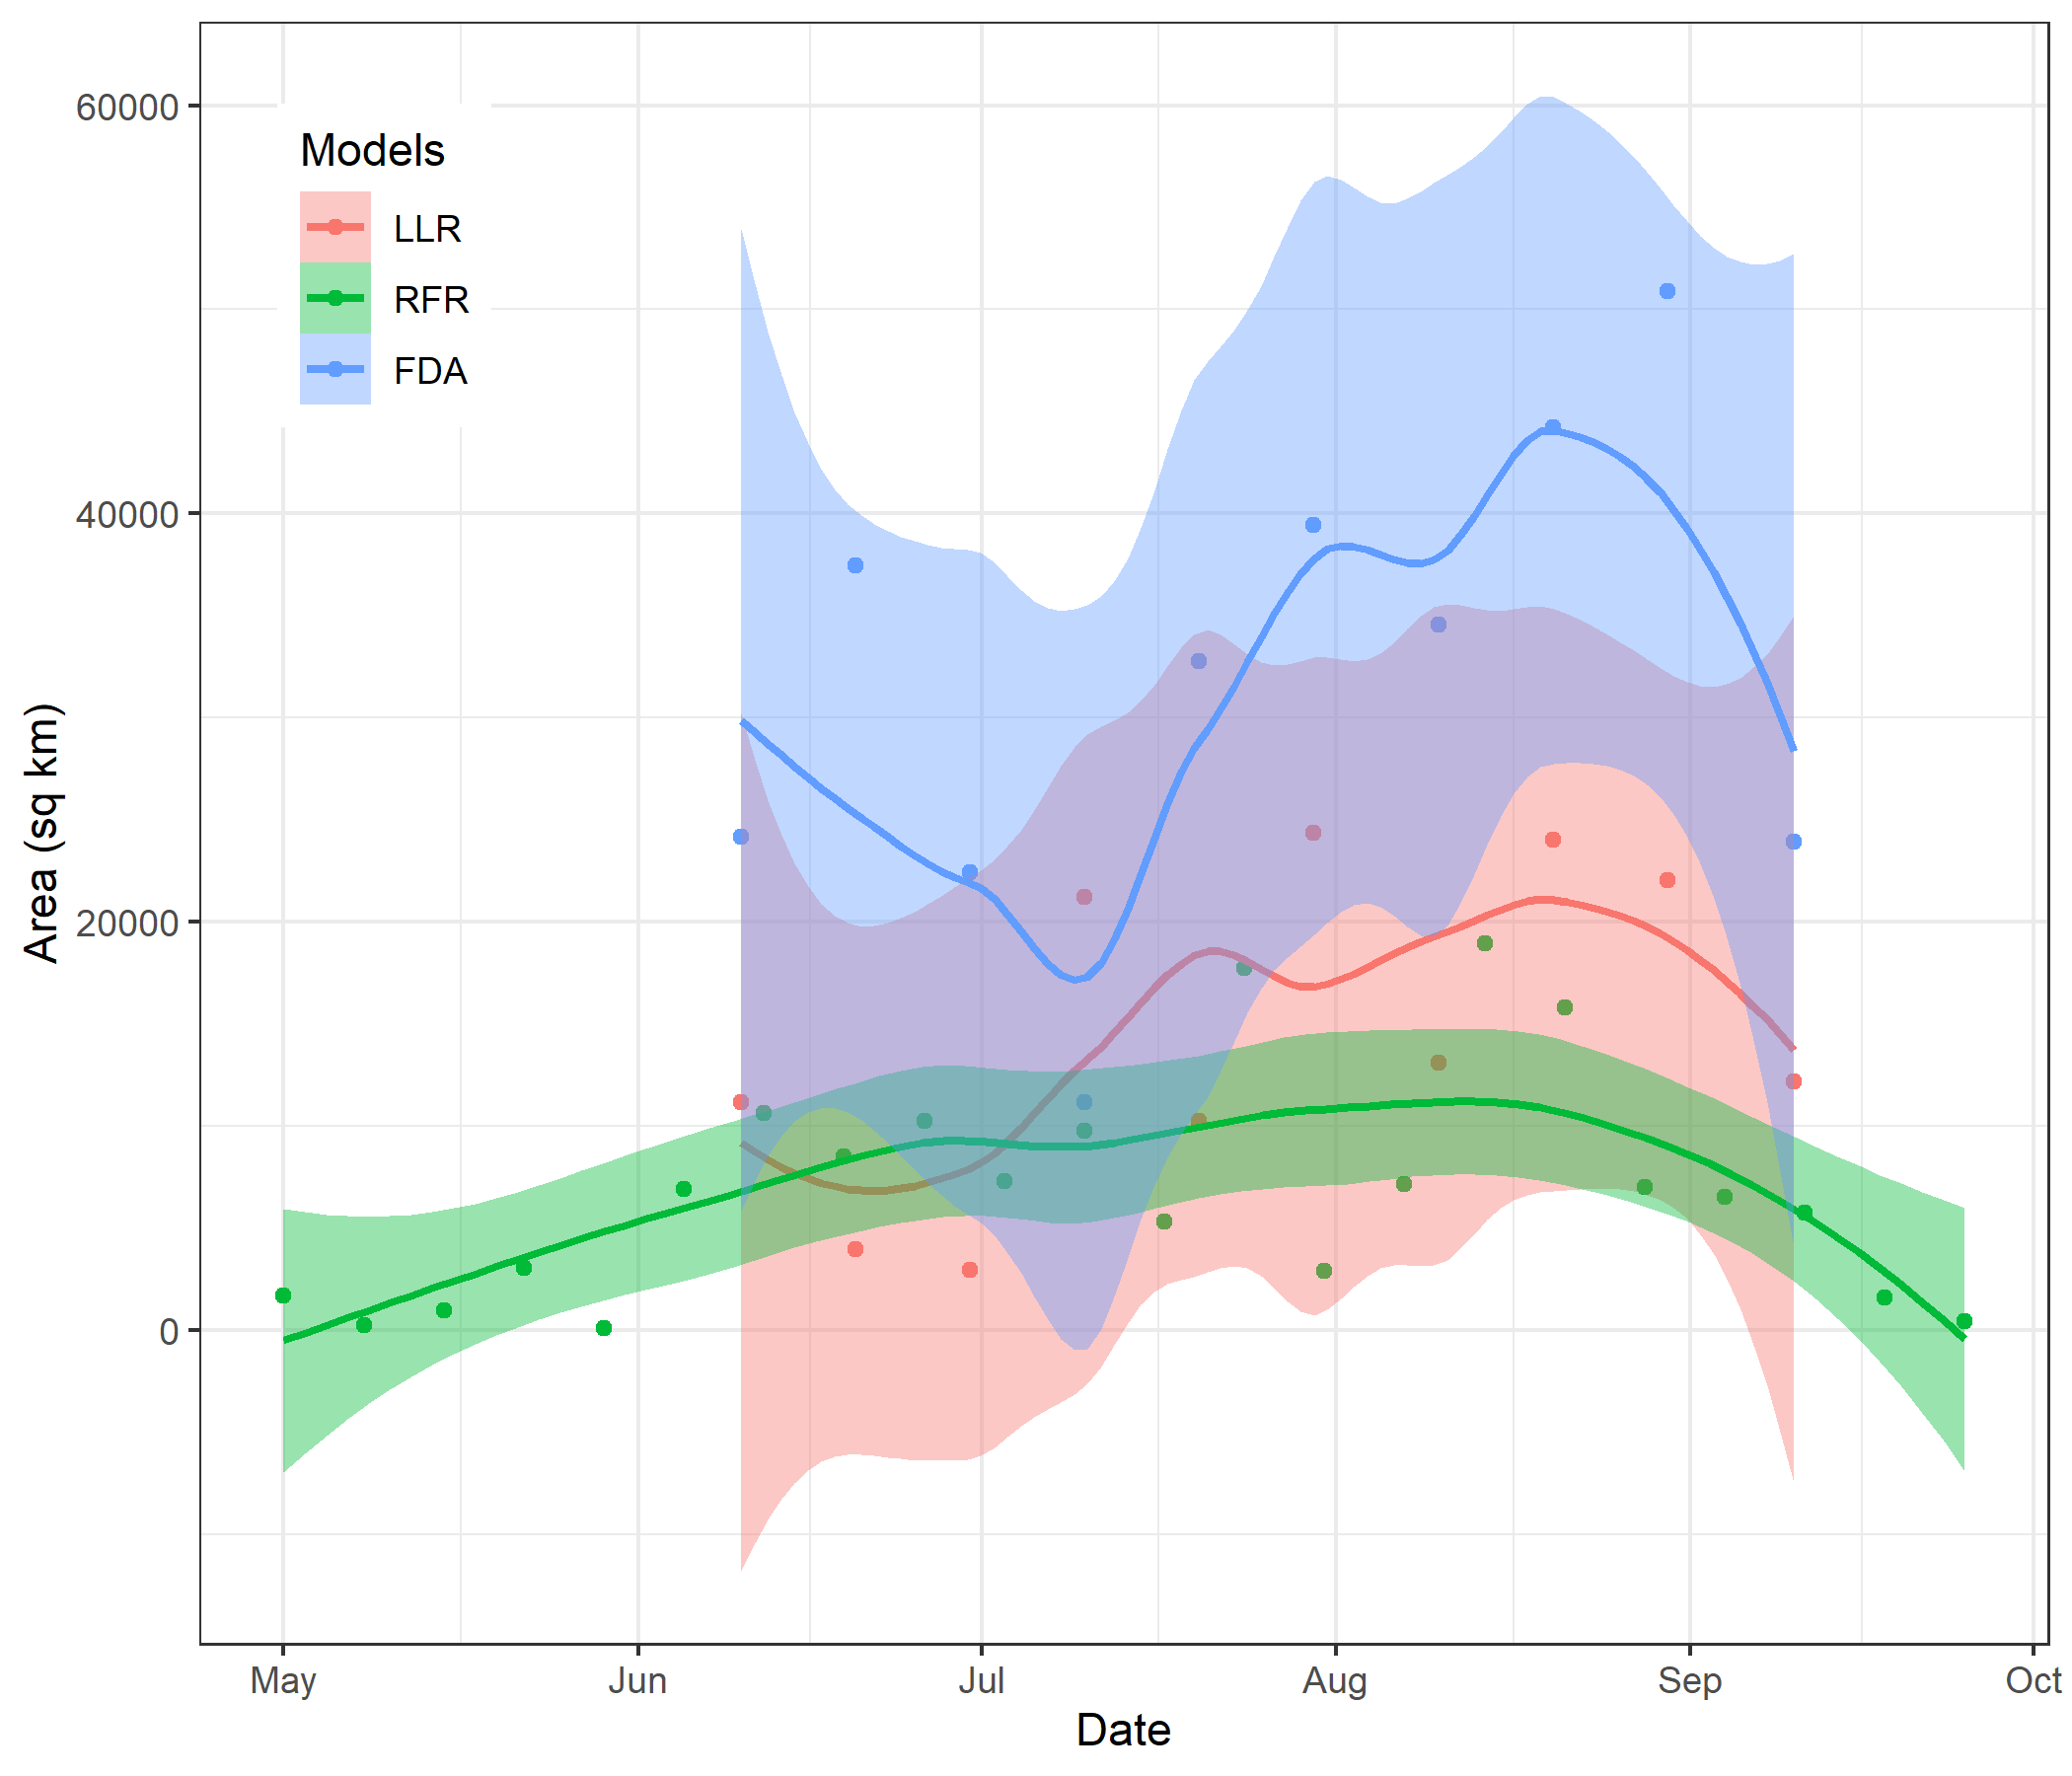 Models
LLR
RFR
FDA
60000
40000
20000
0
Area (sq km)
May Jun Jul Aug Sep Oct
Date